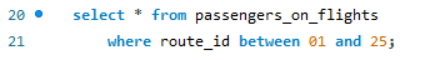 20 select * from passengers_on_flights
21 where route_id between 01 and 25;